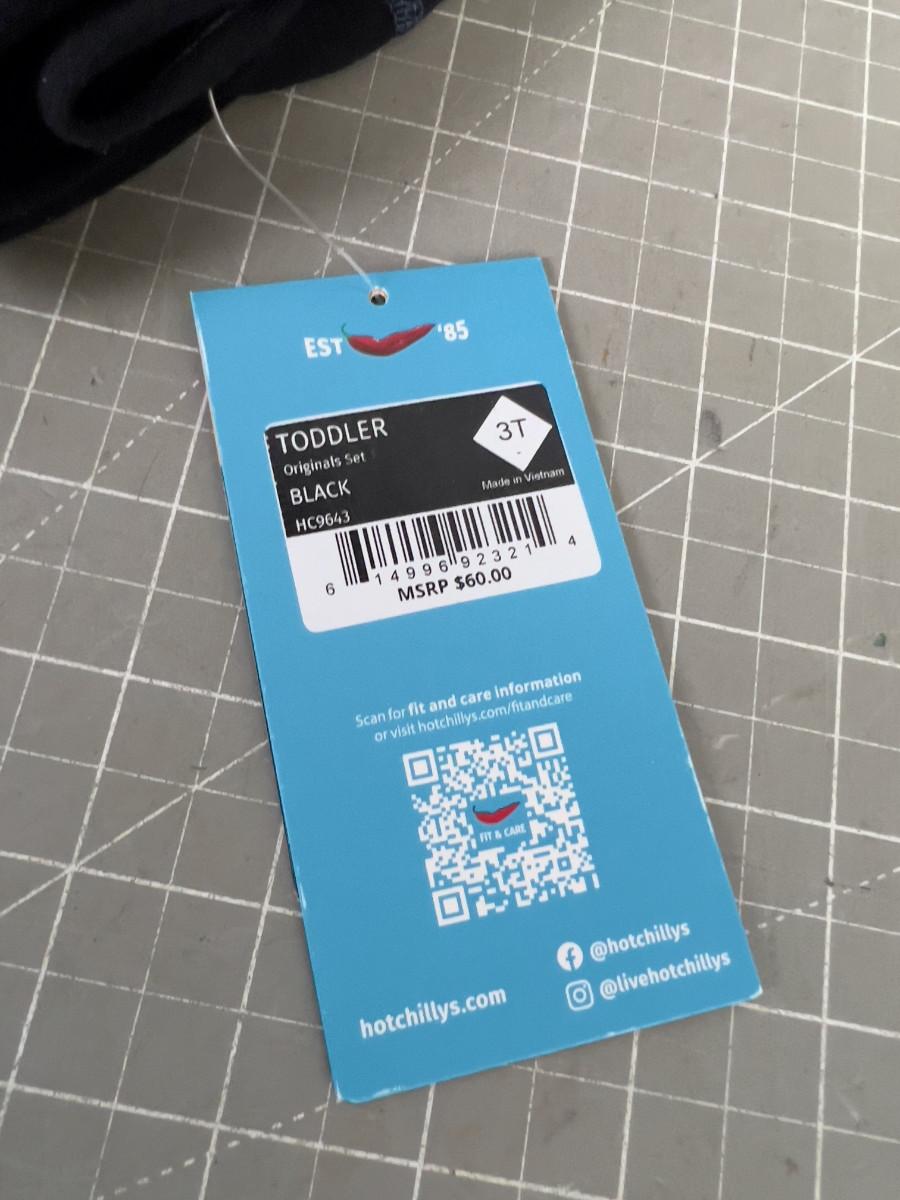 EST '85
TODDLER
3T
Originals Set
BLACK
Made in Vietnam
HC9643
6 14996 92321 4
MSRP $60.00
Scan for fit and care information
or visit hotchillys.com/fitandcare
FIT & CARE
@hotchillys
hotchillys.com
@livehotchillys